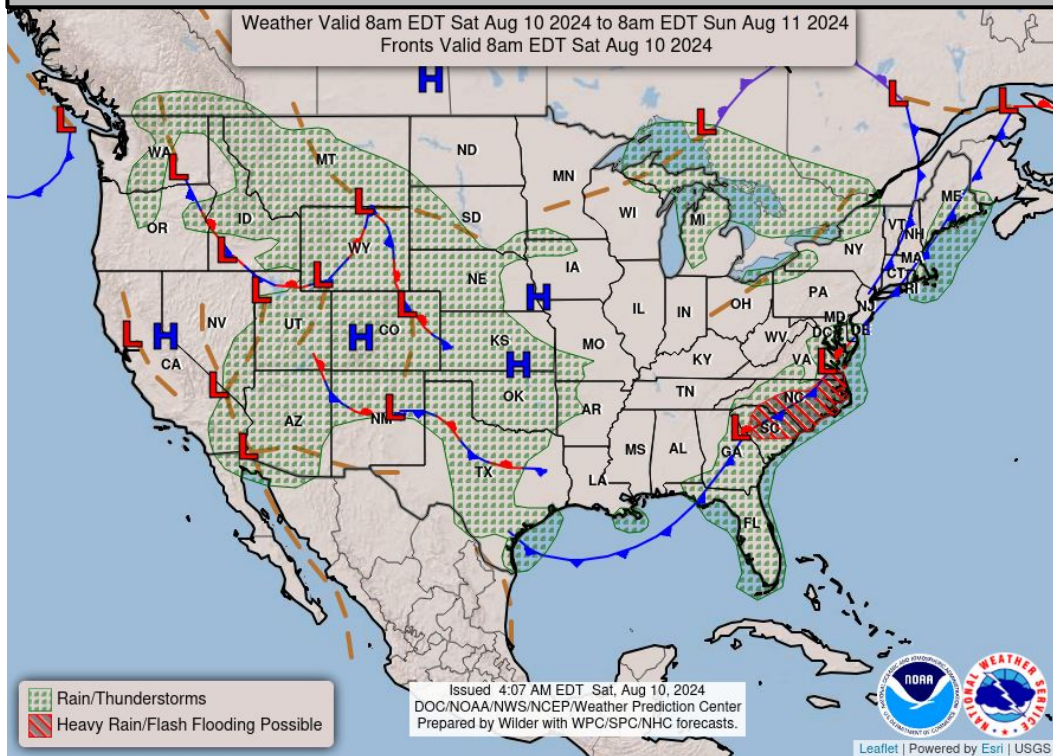 Weather Valid 8am EDT Sat Aug 10 2024 to 8am EDT Sun Aug 11 2024
Fronts Valid 8am EDT Sat Aug 10 2024
H
L
L
L
L
WA
MT
ND
MN
ME
L
OR
ID
L
SD
WI
MI
VT
NH
NY
MA
CT
RI
L
WY
L
L
NE
IA
H
PA
NJ
L
NV
H
CA
UT
H
CO
L
KS
H
MO
IL
IN
OH
WV
MD
DC
DE
VA
L
KY
L
AZ
NM
L
OK
AR
TN
NC
SC
L
L
TX
LA
MS
AL
GA
FL
Rain/Thunderstorms
Heavy Rain/Flash Flooding Possible
Issued 4:07 AM EDT Sat, Aug 10, 2024
DOC/NOAA/NWS/NCEP/Weather Prediction Center
Prepared by Wilder with WPC/SPC/NHC forecasts.
NOAA
NATIONAL WEATHER SERVICE
Leaflet | Powered by Esri | USGS